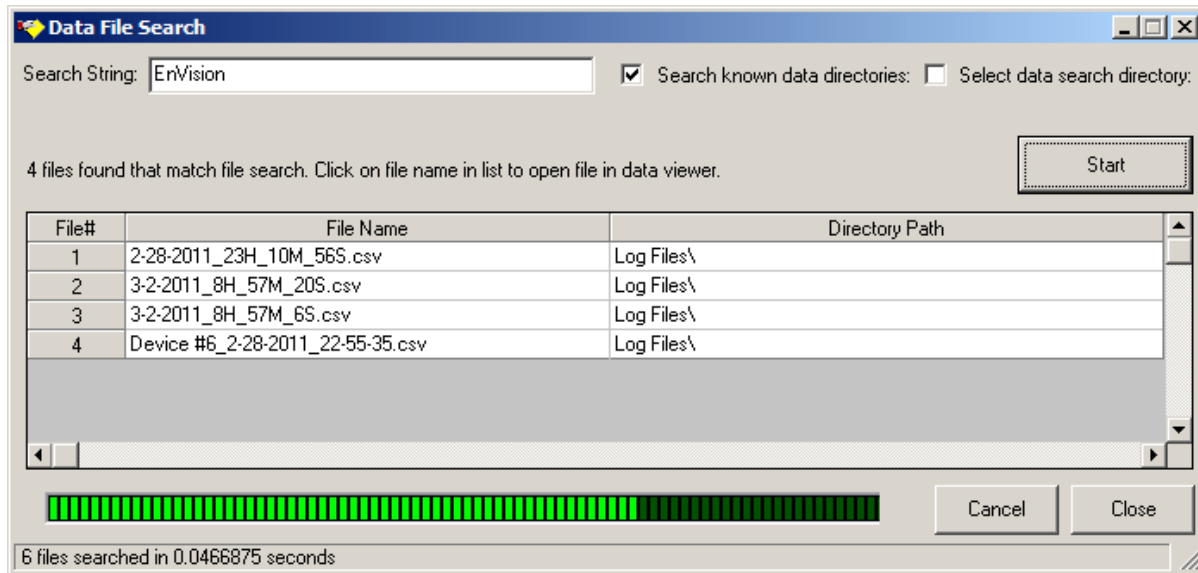 Data File Search
Search String: EnVision Search known data directories: Select data search directory:
4 files found that match file search. Click on file name in list to open file in data viewer. Start
File# File Name Directory Path
1 2-28-2011_23H_10M_56S.csv Log Files\
2 3-2-2011_8H_57M_20S.csv Log Files\
3 3-2-2011_8H_57M_6S.csv Log Files\
4 Device #6_2-28-2011_22-55-35.csv Log Files\
Cancel Close
6 files searched in 0.0466875 seconds